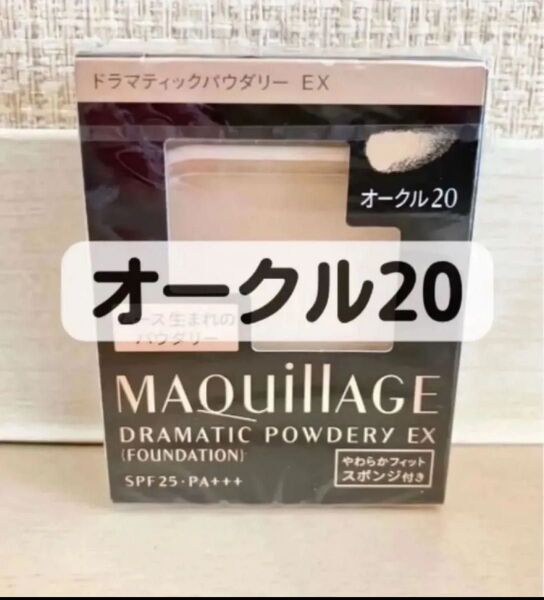 ドラマティックパウダリー EX
オークル20
オークル20
ース生まれの
パウダリー
MAQuillAGE
DRAMATIC POWDERY EX
(FOUNDATION)
SPF25・PA+++
やわらかフィット
スポンジ付き